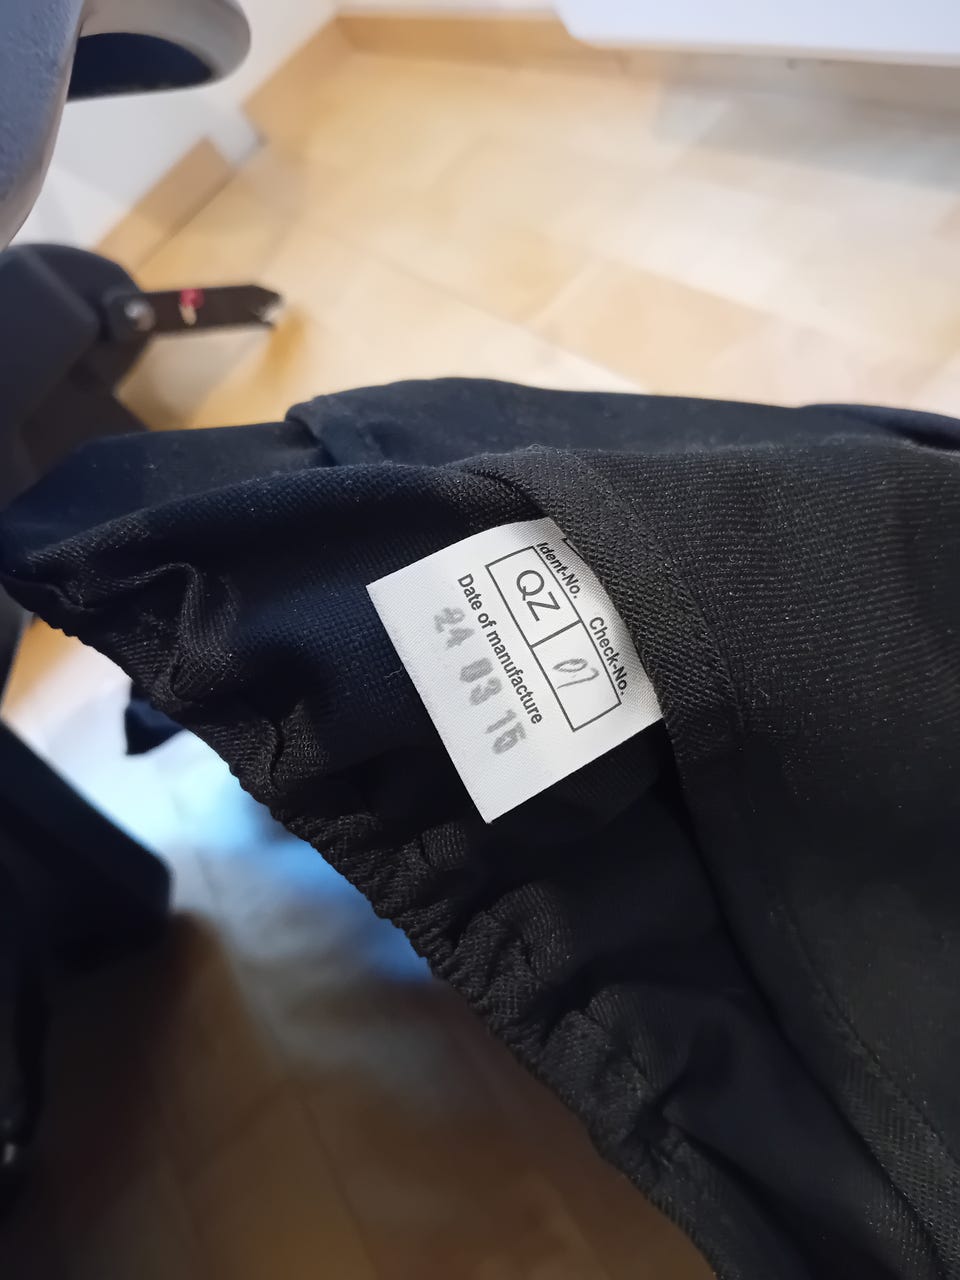 Ident-No. Check-No.
QZ 07
Date of manufacture
24 03 15